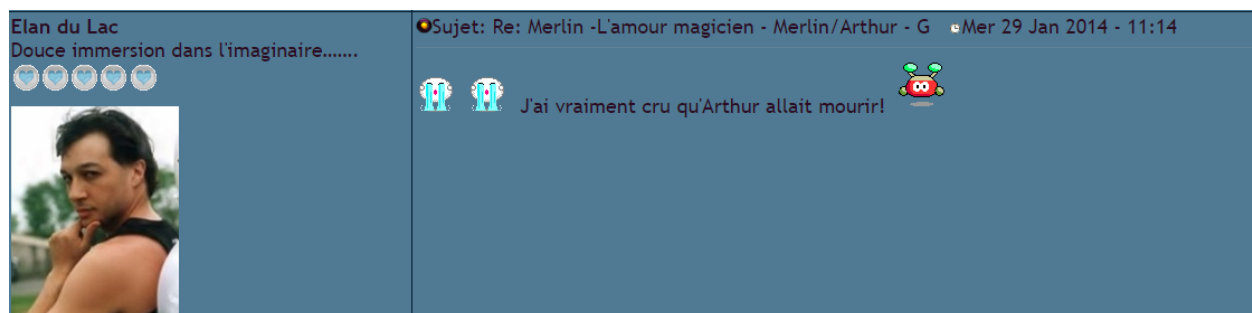 Elan du Lac
Douce immersion dans l'imaginaire.......
Sujet: Re: Merlin -L'amour magicien - Merlin/Arthur - G Mer 29 Jan 2014 - 11:14
J'ai vraiment cru qu'Arthur allait mourir!